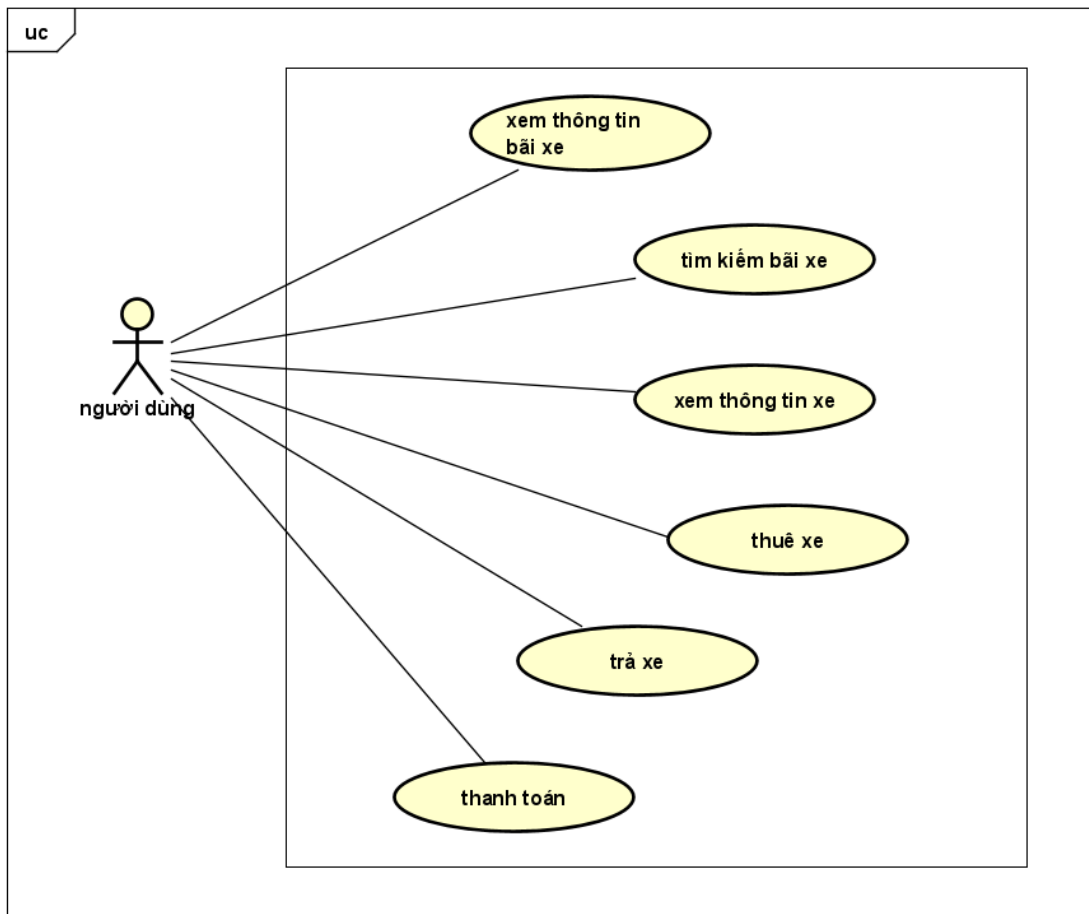 uc
xem thông tin
bãi xe
tìm kiếm bãi xe
xem thông tin xe
người dùng
thuê xe
trả xe
thanh toán